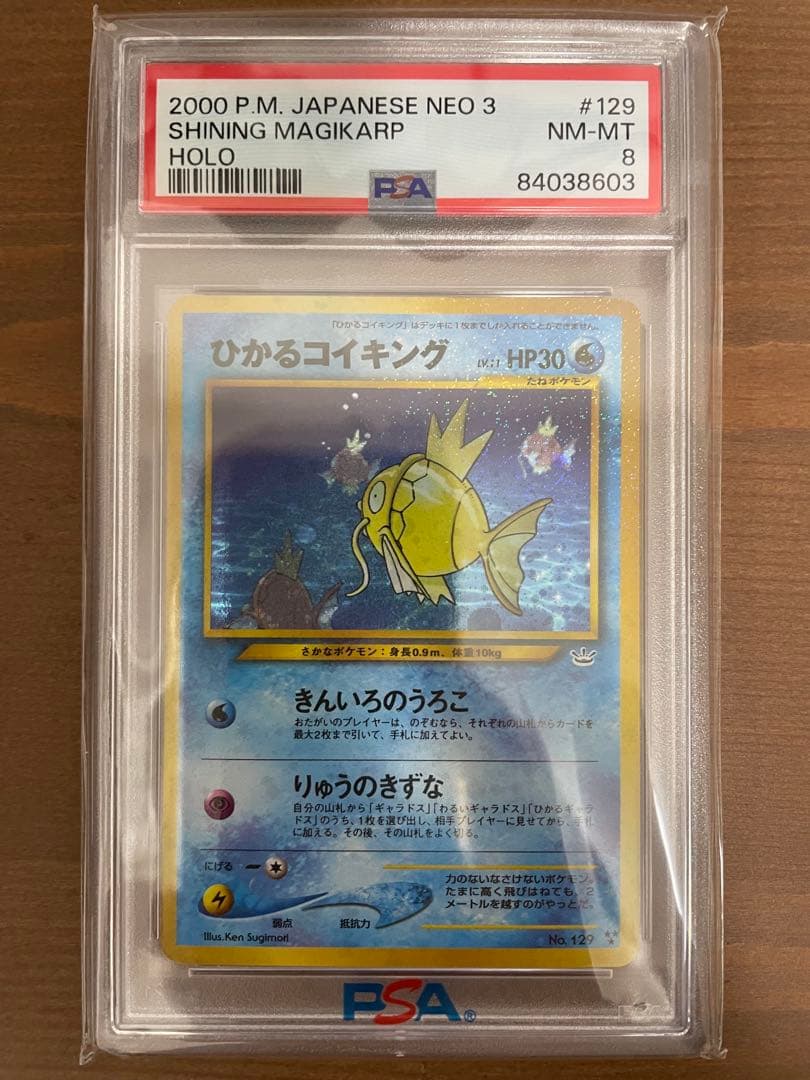 2000 P.M. JAPANESE NEO 3 #129
SHINING MAGIKARP NM-MT
HOLO 8
PSA 84038603
「ひかるコイキング」はデッキに1枚までしか入れることができません。
ひかるコイキング LV.:1 HP30
たねポケモン
さかなポケモン:身長0.9m、体重10kg
きんいろのうろこ
おたがいのプレイヤーは、のぞむなら、それぞれの山札からカードを
最大2枚まで引いて、手札に加えてよい。
りゅうのきずな
自分の山札から「ギャラドス」「わるいギャラドス」「ひかるギャラ
ドス」のうち、1枚を選び出し、相手プレイヤーに見せてから、手札
に加える。その後、その山札をよく切る。
にげる
力のないなさけないポケモン。
たまに高く飛びはねても、2
メートルを越すのがやっとだ。
弱点 抵抗力
Illus.Ken Sugimori No. 129
PSA®